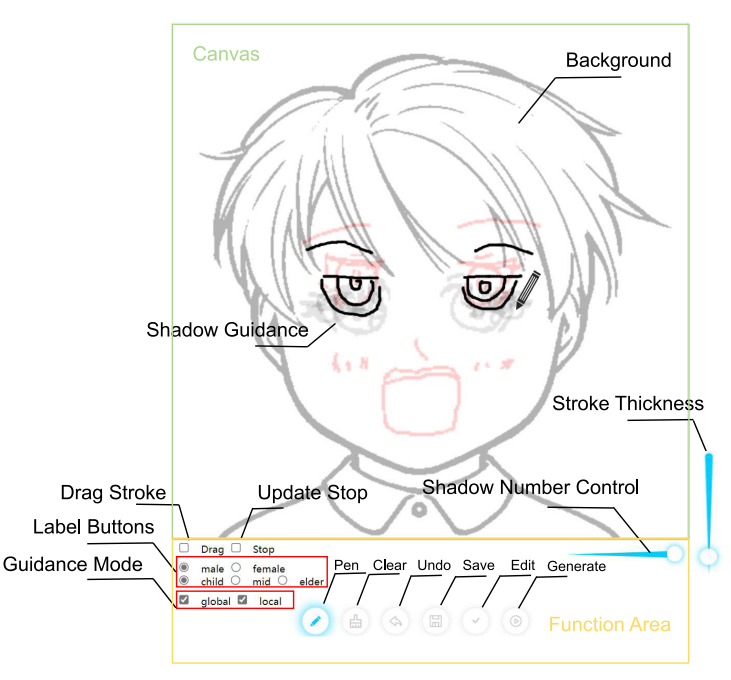 Canvas
Background
Shadow Guidance
Stroke Thickness
Drag Stroke
Update Stop
Shadow Number Control
Label Buttons
Drag Stop
Guidance Mode
male female
child mid elder
Pen Clear Undo Save Edit Generate
global local
Function Area